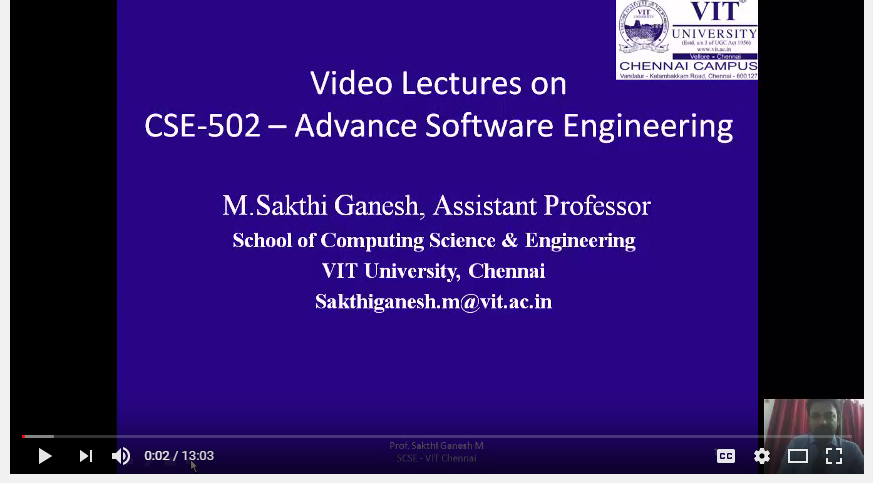 VIT
UNIVERSITY
(Estd. u/s 3 of UGC Act 1956)
www.vit.ac.in
Vellore - Chennai
CHENNAI CAMPUS
Vandalur - Kelambakkam Road, Chennai - 600 127
Video Lectures on
CSE-502 – Advance Software Engineering
M.Sakthi Ganesh, Assistant Professor
School of Computing Science & Engineering
VIT University, Chennai
Sakthiganesh.m@vit.ac.in
Prof. Sakthi Ganesh M
SCSE - VIT Chennai
0:02 / 13:03
CC